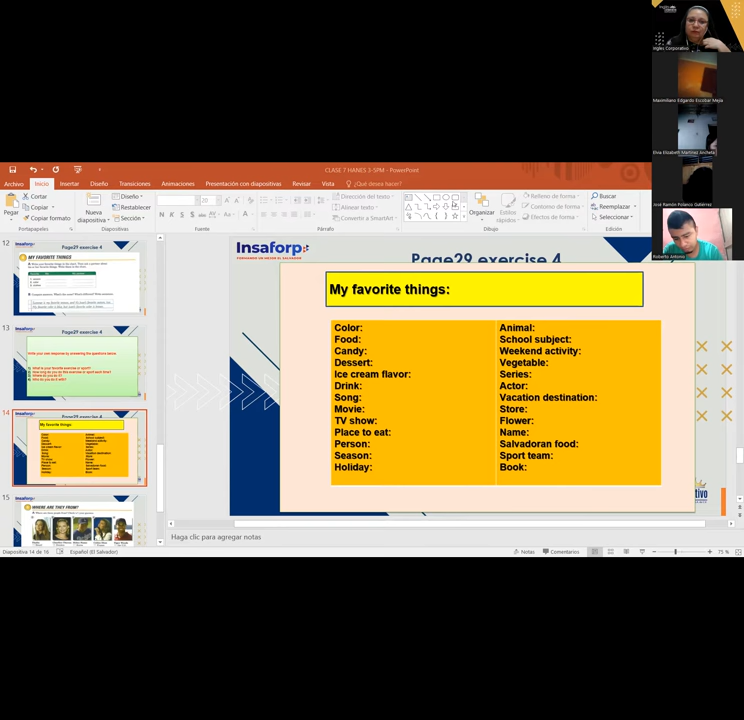 Ingles Corporativo
Maximiliano Edgardo Escobar Mejia
Elvia Elizabeth Martinez Ancheta
José Ramón Polanco Gutiérrez
Roberto Antonio
CLASE 7 HANES 3-5PM - PowerPoint
Archivo Inicio Insertar Diseño Transiciones Animaciones Presentación con diapositivas Revisar Vista ¿Qué desea hacer?
Pegar
Cortar
Copiar
Copiar formato
Portapapeles
Nueva diapositiva
Diseño
Restablecer
Sección
Diapositivas
Fuente
Dirección del texto
Alinear texto
Convertir a SmartArt
Párrafo
Organizar
Estilos rápidos
Relleno de forma
Contorno de forma
Efectos de forma
Dibujo
Buscar
Reemplazar
Seleccionar
Edición
12
Insaforp
Page29 exercise 4
MY FAVORITE THINGS
13
Insaforp
Page29 exercise 4
14
Insaforp
Page29 exercise 4
My favorite things:
15
Insaforp
Page29 exercise 4
WHERE ARE THEY FROM?
Insaforp
Page29 exercise 4
My favorite things:
Color:
Food:
Candy:
Dessert:
Ice cream flavor:
Drink:
Song:
Movie:
TV show:
Place to eat:
Person:
Season:
Holiday:
Animal:
School subject:
Weekend activity:
Vegetable:
Series:
Actor:
Vacation destination:
Store:
Flower:
Name:
Salvadoran food:
Sport team:
Book:
Haga clic para agregar notas
Diapositiva 14 de 16 Español (El Salvador) Notas Comentarios 75 %